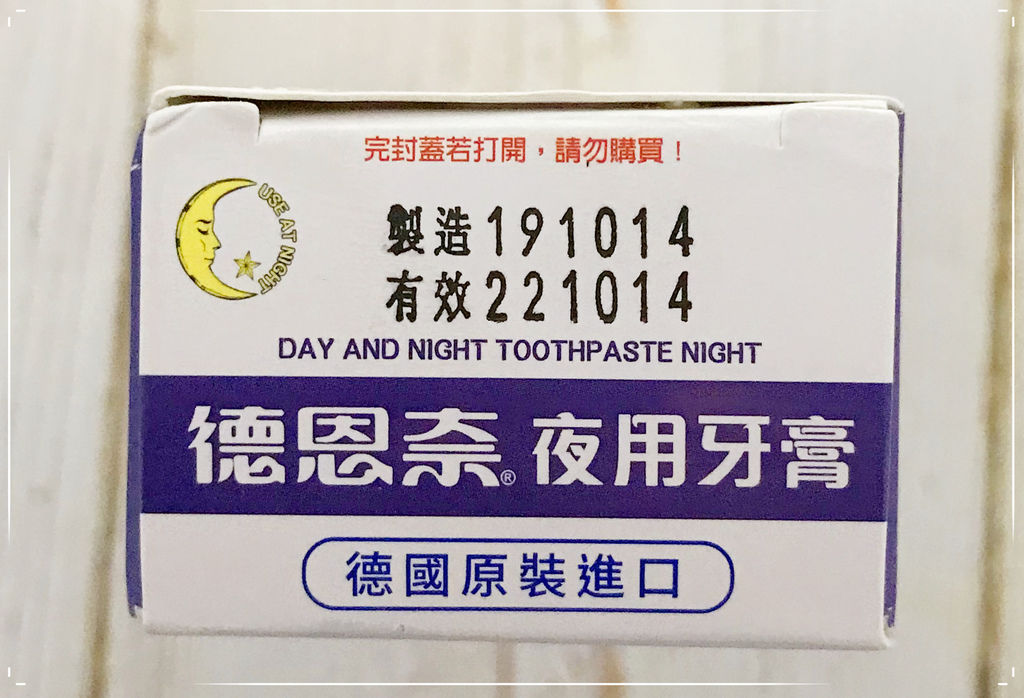 完封蓋若打開，請勿購買！
USE AT NIGHT
製造191014
有效221014
DAY AND NIGHT TOOTHPASTE NIGHT
德恩奈® 夜用牙膏
德國原裝進口